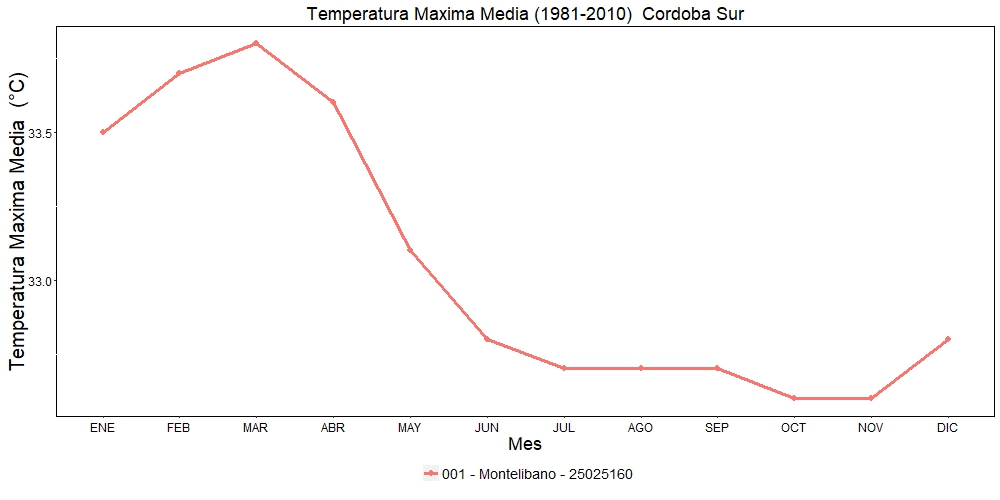 Temperatura Maxima Media (1981-2010)  Cordoba Sur
Temperatura Maxima Media  (°C)
33.5
33.0
ENE FEB MAR ABR MAY JUN JUL AGO SEP OCT NOV DIC
Mes
001 - Montelibano - 25025160